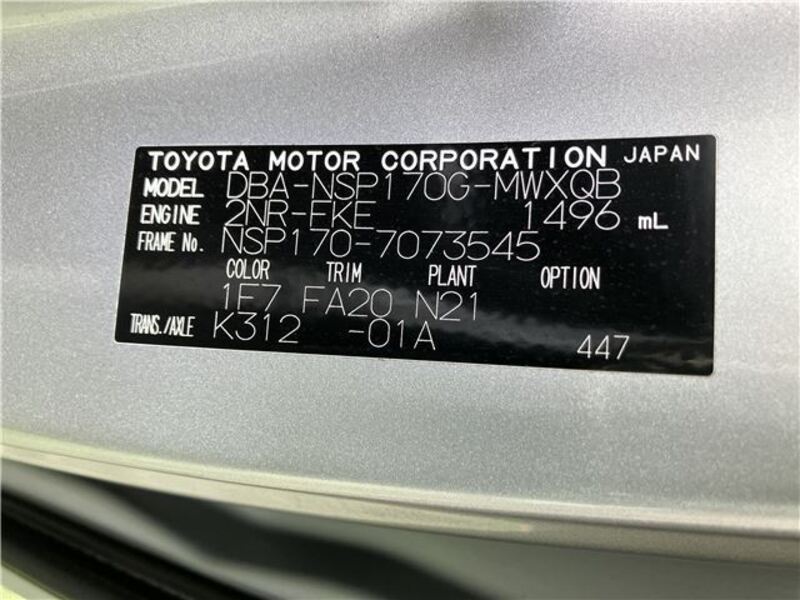 TOYOTA MOTOR CORPORATION JAPAN
MODEL DBA-NSP170G-MWXQB
ENGINE 2NR-FKE 1496 mL
FRAME No. NSP170-7073545
COLOR TRIM PLANT OPTION
1F7 FA20 N21
TRANS./AXLE K312 -01A 447